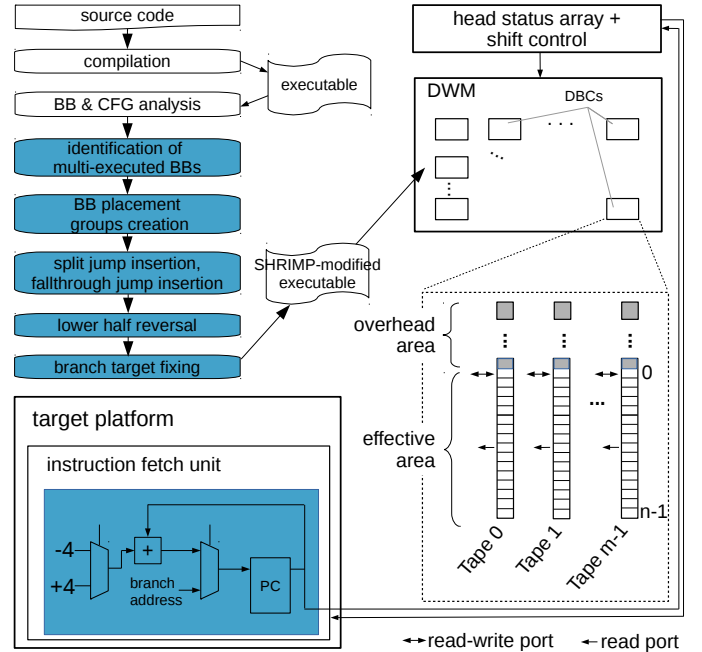 source code
compilation
executable
BB & CFG analysis
identification of
multi-executed BBs
BB placement
groups creation
split jump insertion,
fallthrough jump insertion
SHRIMP-modified
executable
lower half reversal
branch target fixing
head status array +
shift control
DWM
DBCs
. . .
overhead
area
0
...
effective
area
n-1
Tape 0
Tape 1
Tape m-1
target platform
instruction fetch unit
-4
+4
+
branch
address
PC
read-write port
read port